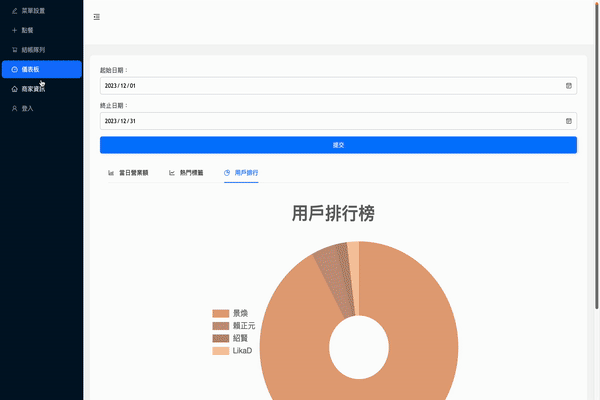 菜單設置
點餐
結帳隊列
儀表板
商家資訊
登入
起始日期：
2023/12/01
終止日期：
2023/12/31
提交
當日營業額
熱門標籤
用戶排行
用戶排行榜
景煥
賴正元
紹賢
LikaD